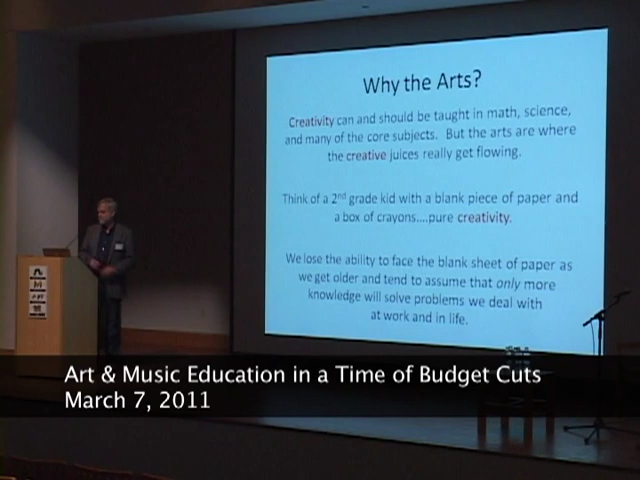 Why the Arts?
Creativity can and should be taught in math, science,
and many of the core subjects. But the arts are where
the creative juices really get flowing.
Think of a 2nd grade kid with a blank piece of paper and
a box of crayons....pure creativity.
We lose the ability to face the blank sheet of paper as
we get older and tend to assume that only more
knowledge will solve problems we deal with
at work and in life.
Art & Music Education in a Time of Budget Cuts
March 7, 2011